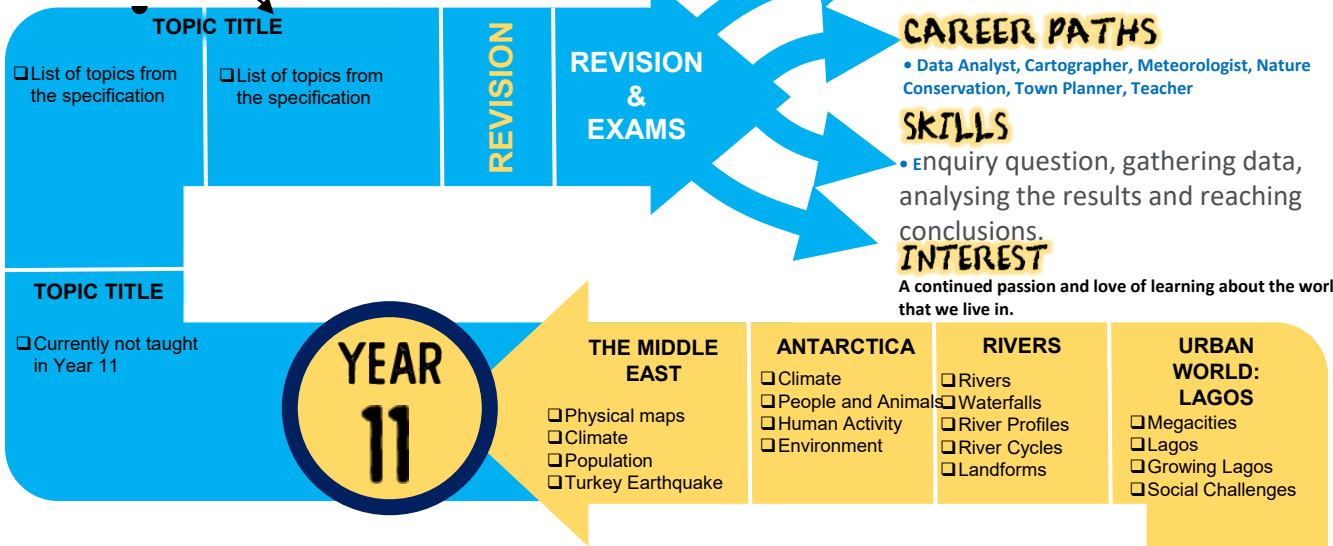 TOPIC TITLE
❑List of topics from
the specification
❑List of topics from
the specification
REVISION
REVISION
&
EXAMS
CAREER PATHS
• Data Analyst, Cartographer, Meteorologist, Nature
Conservation, Town Planner, Teacher
SKILLS
• Enquiry question, gathering data,
analysing the results and reaching
conclusions.
INTEREST
A continued passion and love of learning about the worl
that we live in.
TOPIC TITLE
❑Currently not taught
in Year 11
YEAR
11
THE MIDDLE
EAST
❑Physical maps
❑Climate
❑Population
❑Turkey Earthquake
ANTARCTICA
❑Climate
❑People and Animals
❑Human Activity
❑Environment
RIVERS
❑Rivers
❑Waterfalls
❑River Profiles
❑River Cycles
❑Landforms
URBAN
WORLD:
LAGOS
❑Megacities
❑Lagos
❑Growing Lagos
❑Social Challenges